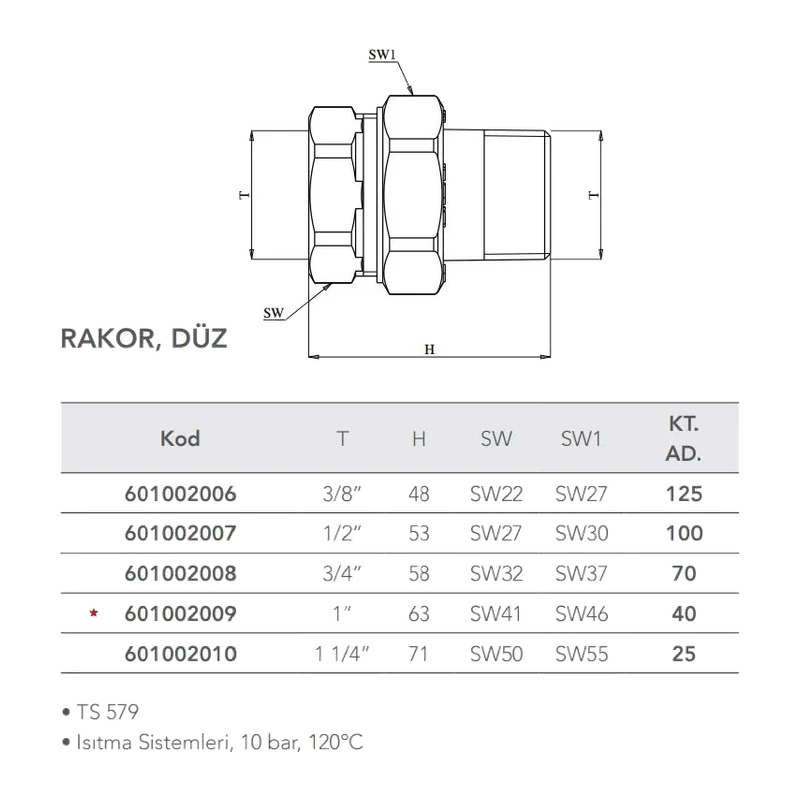 SW1
T
T
SW
H
RAKOR, DÜZ
Kod T H SW SW1 KT. AD.
601002006 3/8” 48 SW22 SW27 125
601002007 1/2” 53 SW27 SW30 100
601002008 3/4” 58 SW32 SW37 70
★ 601002009 1” 63 SW41 SW46 40
601002010 1 1/4” 71 SW50 SW55 25
• TS 579
• Isıtma Sistemleri, 10 bar, 120ºC